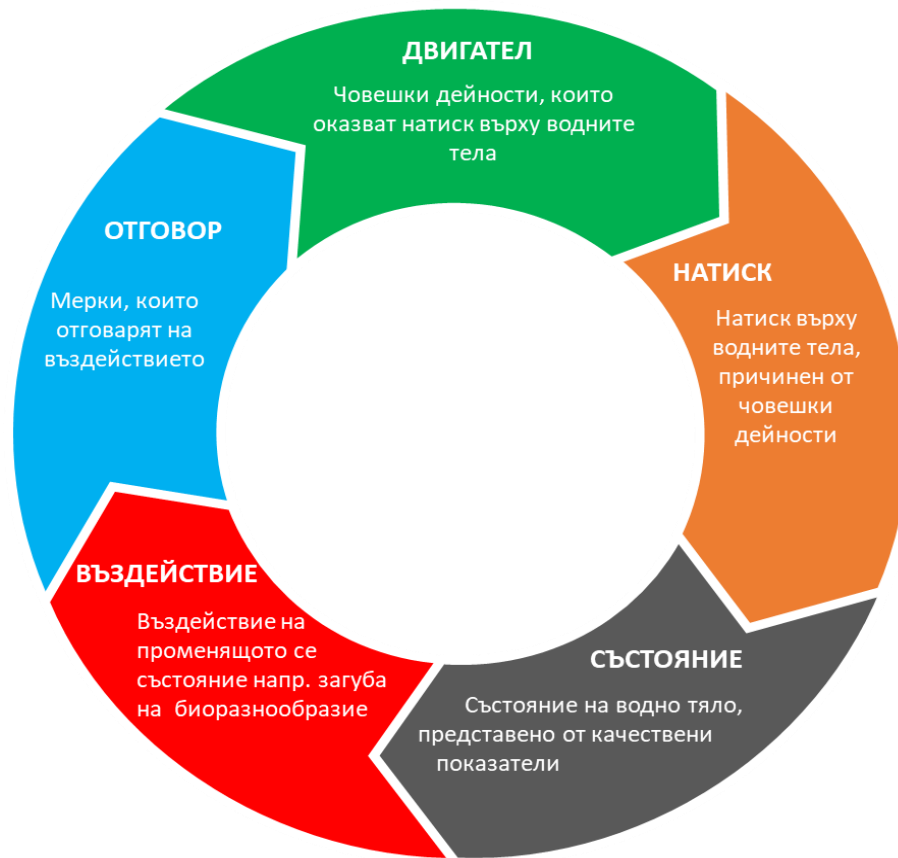 ДВИГАТЕЛ
Човешки дейности, които
оказват натиск върху водните
тела
НАТИСК
Натиск върху
водните тела,
причинен от
човешки
дейности
СЪСТОЯНИЕ
Състояние на водно тяло,
представено от качествени
показатели
ВЪЗДЕЙСТВИЕ
Въздействие на
променящото се
състояние напр. загуба
на биоразнообразие
ОТГОВОР
Мерки, които
отговарят на
въздействието